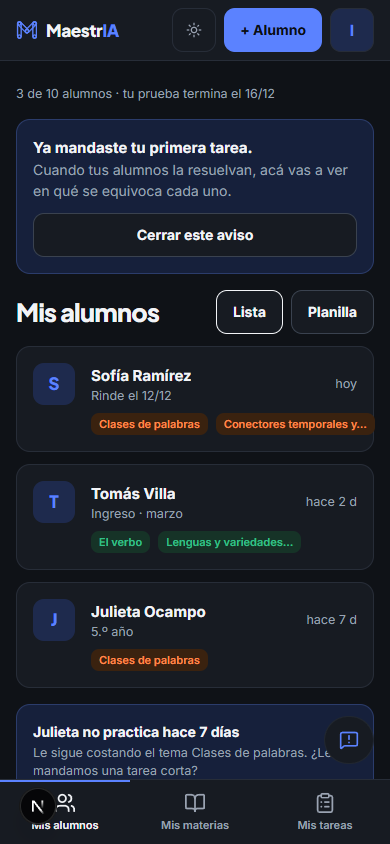 MaestrIA
+ Alumno
I
3 de 10 alumnos · tu prueba termina el 16/12
Ya mandaste tu primera tarea.
Cuando tus alumnos la resuelvan, acá vas a ver
en qué se equivoca cada uno.
Cerrar este aviso
Mis alumnos
Lista
Planilla
S
Sofía Ramírez
Rinde el 12/12
hoy
Clases de palabras
Conectores temporales y...
T
Tomás Villa
Ingreso · marzo
hace 2 d
El verbo
Lenguas y variedades...
J
Julieta Ocampo
5.º año
hace 7 d
Clases de palabras
Julieta no practica hace 7 días
Le sigue costando el tema Clases de palabras. ¿Le
mandamos una tarea corta?
N
Mis alumnos
Mis materias
Mis tareas